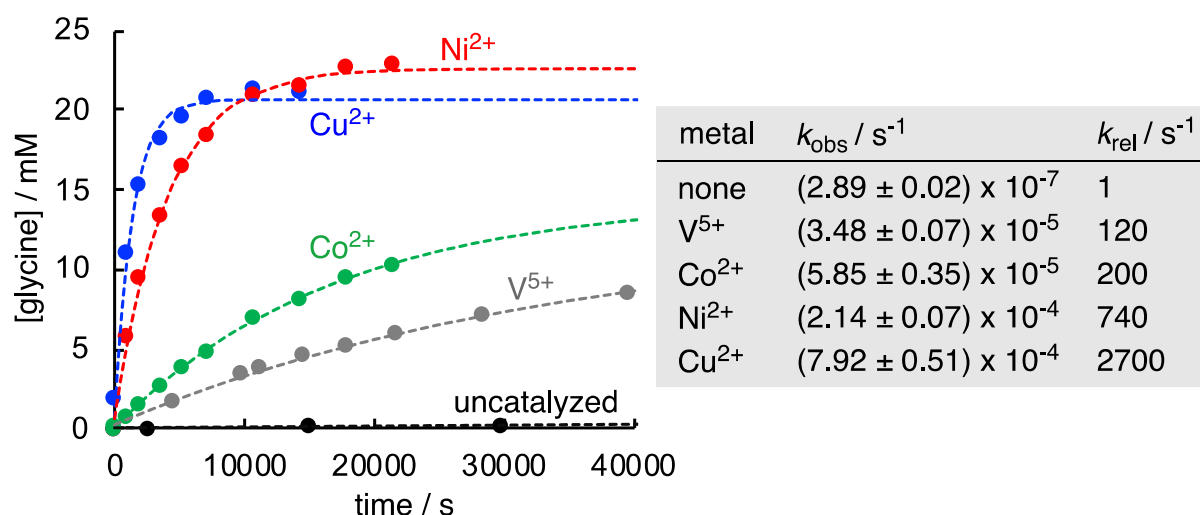 25
20
15
10
5
0
[glycine] / mM
Ni²⁺
Cu²⁺
Co²⁺
V⁵⁺
uncatalyzed
0 10000 20000 30000 40000
time / s
metal k_obs / s⁻¹ k_rel / s⁻¹
none (2.89 ± 0.02) x 10⁻⁷ 1
V⁵⁺ (3.48 ± 0.07) x 10⁻⁵ 120
Co²⁺ (5.85 ± 0.35) x 10⁻⁵ 200
Ni²⁺ (2.14 ± 0.07) x 10⁻⁴ 740
Cu²⁺ (7.92 ± 0.51) x 10⁻⁴ 2700